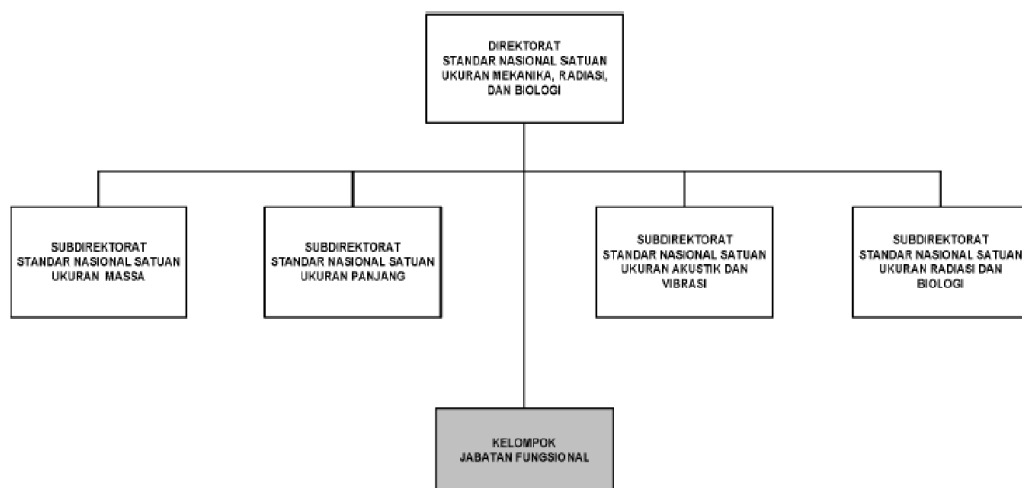 DIREKTORAT
STANDAR NASIONAL SATUAN
UKURAN MEKANIKA, RADIASI,
DAN BIOLOGI
SUBDIREKTORAT
STANDAR NASIONAL SATUAN
UKURAN MASSA
SUBDIREKTORAT
STANDAR NASIONAL SATUAN
UKURAN PANJANG
SUBDIREKTORAT
STANDAR NASIONAL SATUAN
UKURAN AKUSTIK DAN
VIBRASI
SUBDIREKTORAT
STANDAR NASIONAL SATUAN
UKURAN RADIASI DAN
BIOLOGI
KELOMPOK
JABATAN FUNGSIONAL